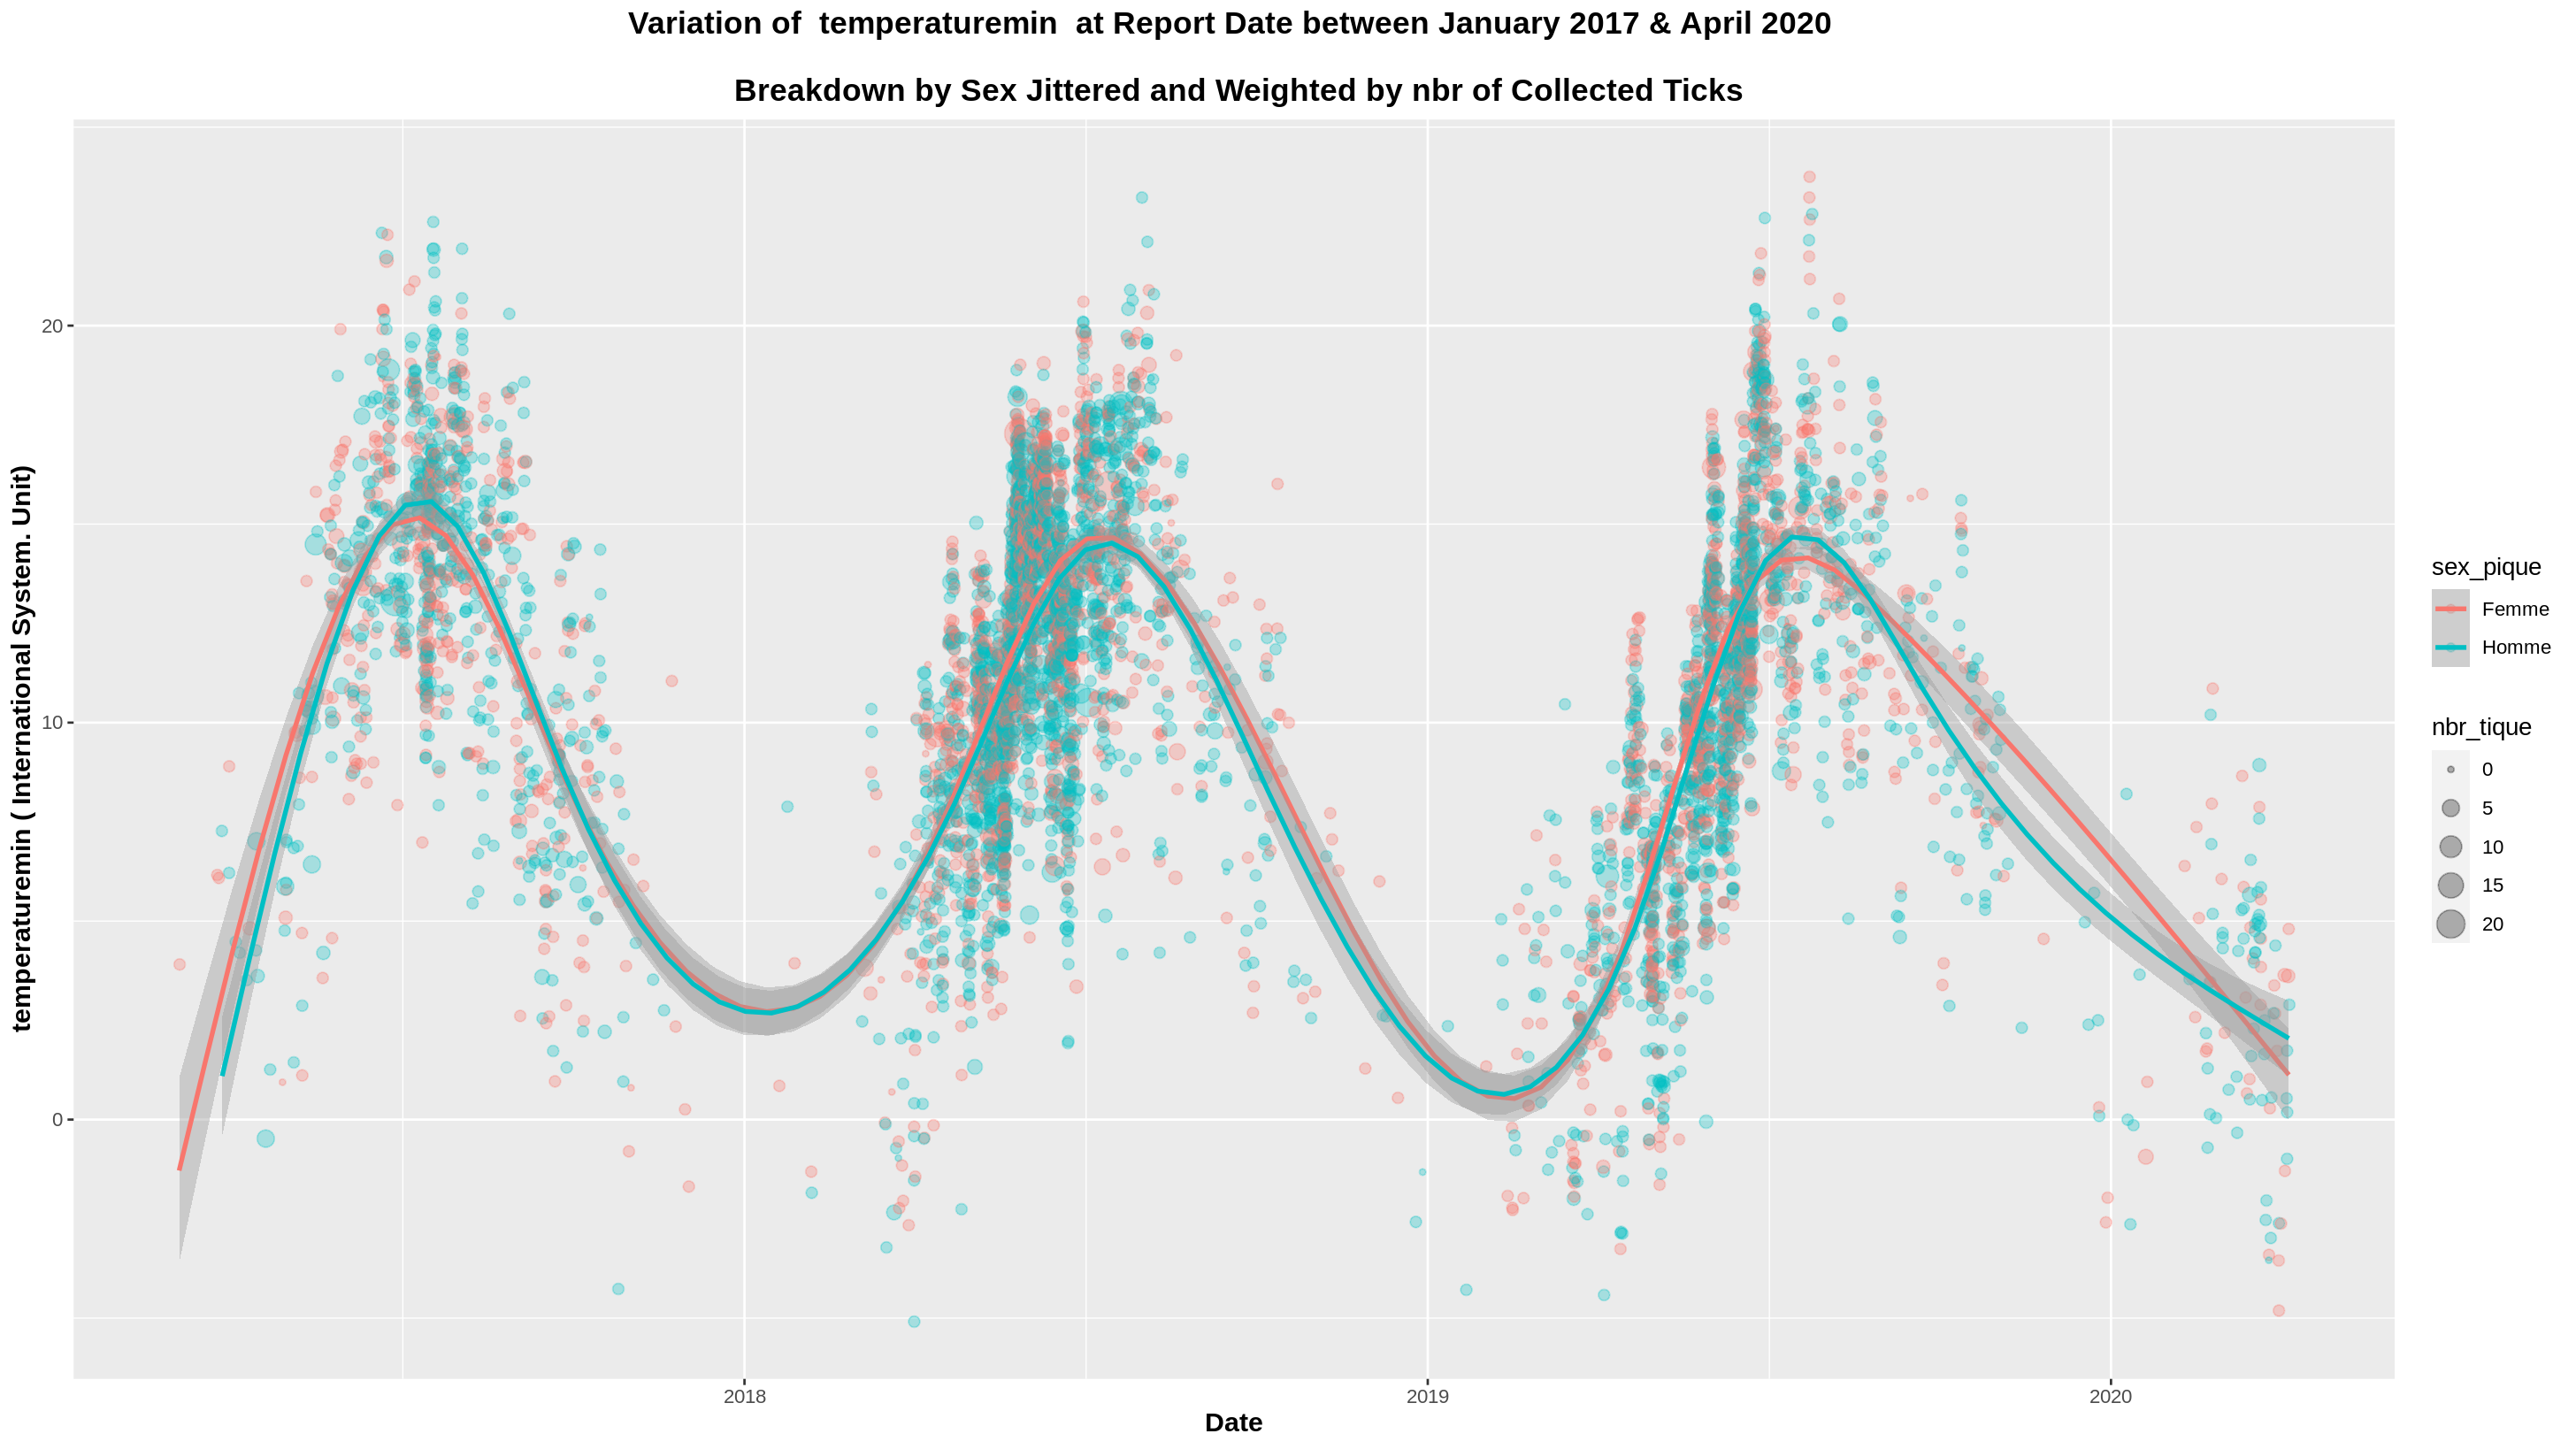 Variation of  temperaturemin  at Report Date between January 2017 & April 2020
Breakdown by Sex Jittered and Weighted by nbr of Collected Ticks
temperaturemin ( International System. Unit)
20
10
0
2018
2019
2020
Date
sex_pique
Femme
Homme
nbr_tique
0
5
10
15
20